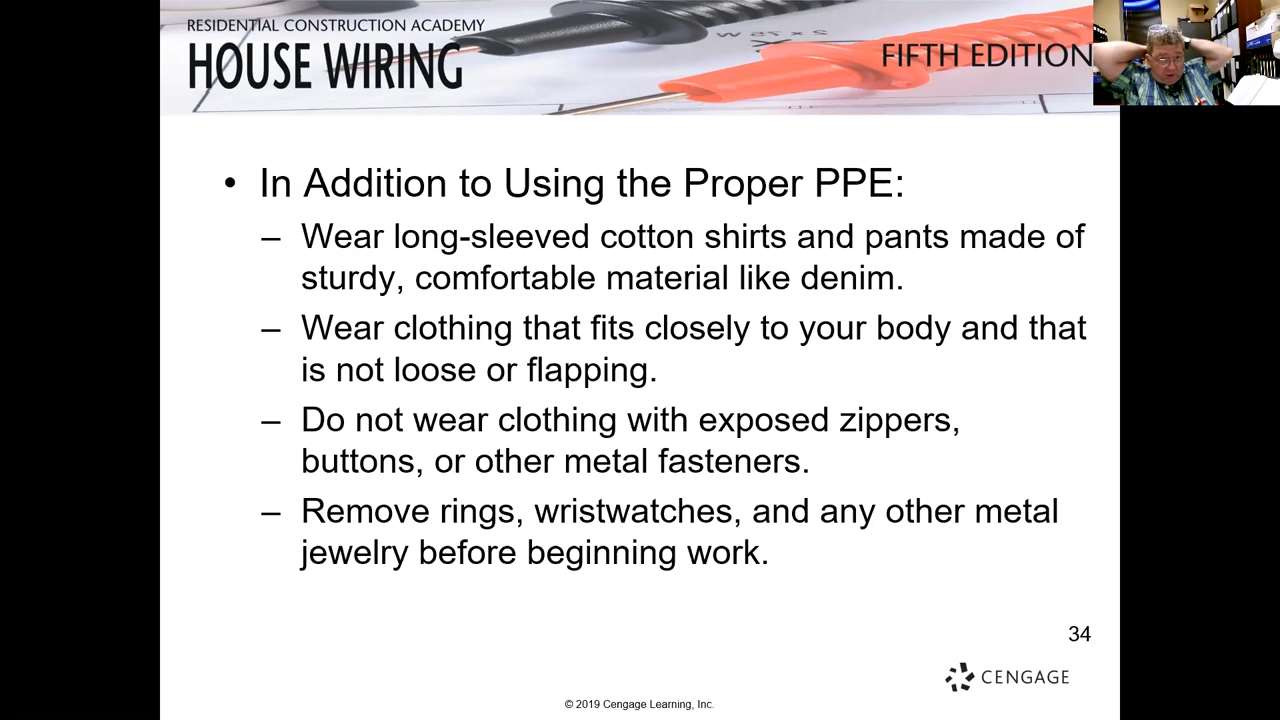 RESIDENTIAL CONSTRUCTION ACADEMY
HOUSE WIRING
FIFTH EDITION
• In Addition to Using the Proper PPE:
– Wear long-sleeved cotton shirts and pants made of
sturdy, comfortable material like denim.
– Wear clothing that fits closely to your body and that
is not loose or flapping.
– Do not wear clothing with exposed zippers,
buttons, or other metal fasteners.
– Remove rings, wristwatches, and any other metal
jewelry before beginning work.
34
CENGAGE
© 2019 Cengage Learning, Inc.